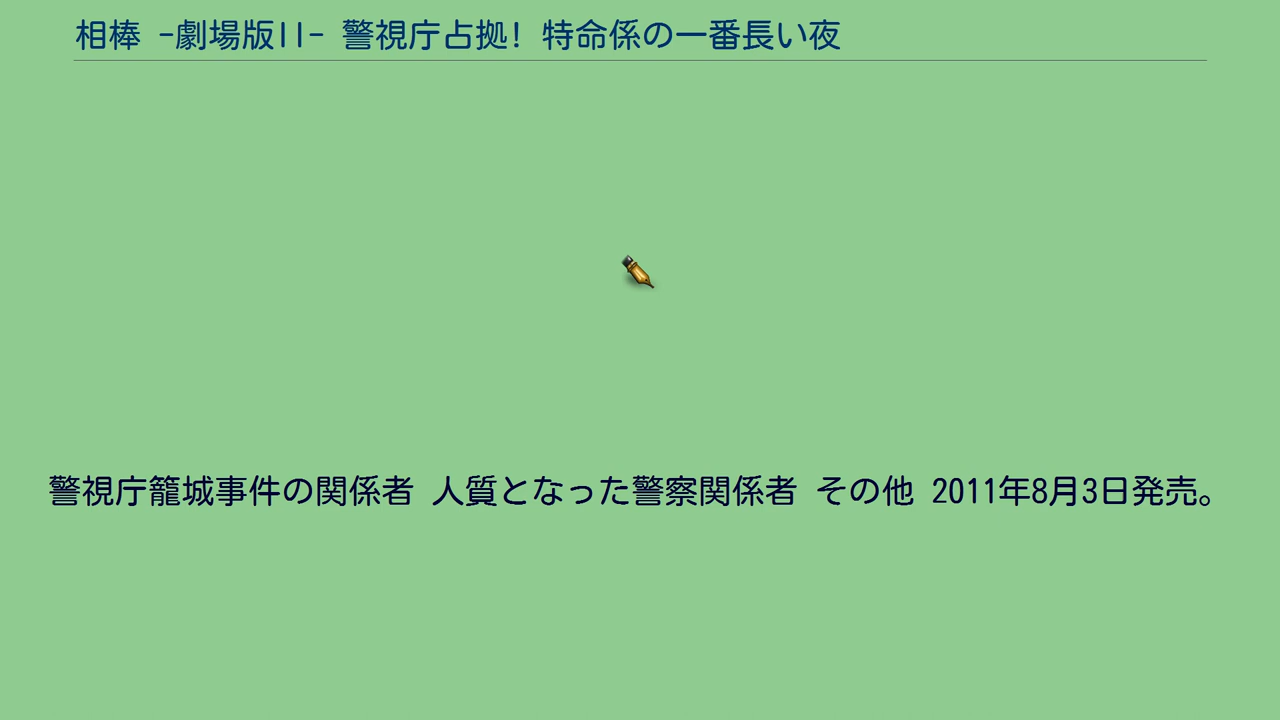 相棒 -劇場版II- 警視庁占拠! 特命係の一番長い夜
警視庁籠城事件の関係者 人質となった警察関係者 その他 2011年8月3日発売。